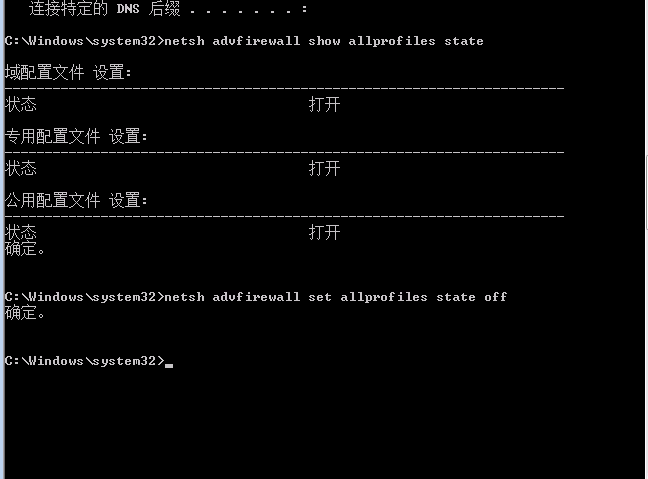 连接特定的 DNS 后缀 . . . . . . . :
C:\Windows\system32>netsh advfirewall show allprofiles state
域配置文件 设置:
----------------------------------------------------------------------
状态 打开
专用配置文件 设置:
----------------------------------------------------------------------
状态 打开
公用配置文件 设置:
----------------------------------------------------------------------
状态 打开
确定。
C:\Windows\system32>netsh advfirewall set allprofiles state off
确定。
C:\Windows\system32>